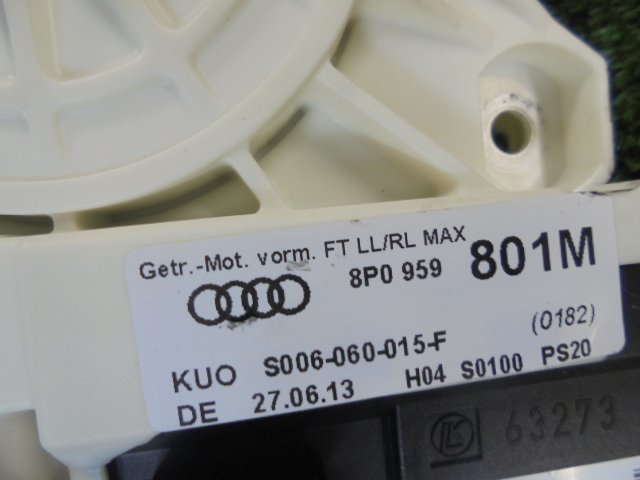 Getr.-Mot. vorm. FT LL/RL MAX
8P0 959 801M
(0182)
KUO S006-060-015-F
DE 27.06.13 H04 S0100 PS20
63273